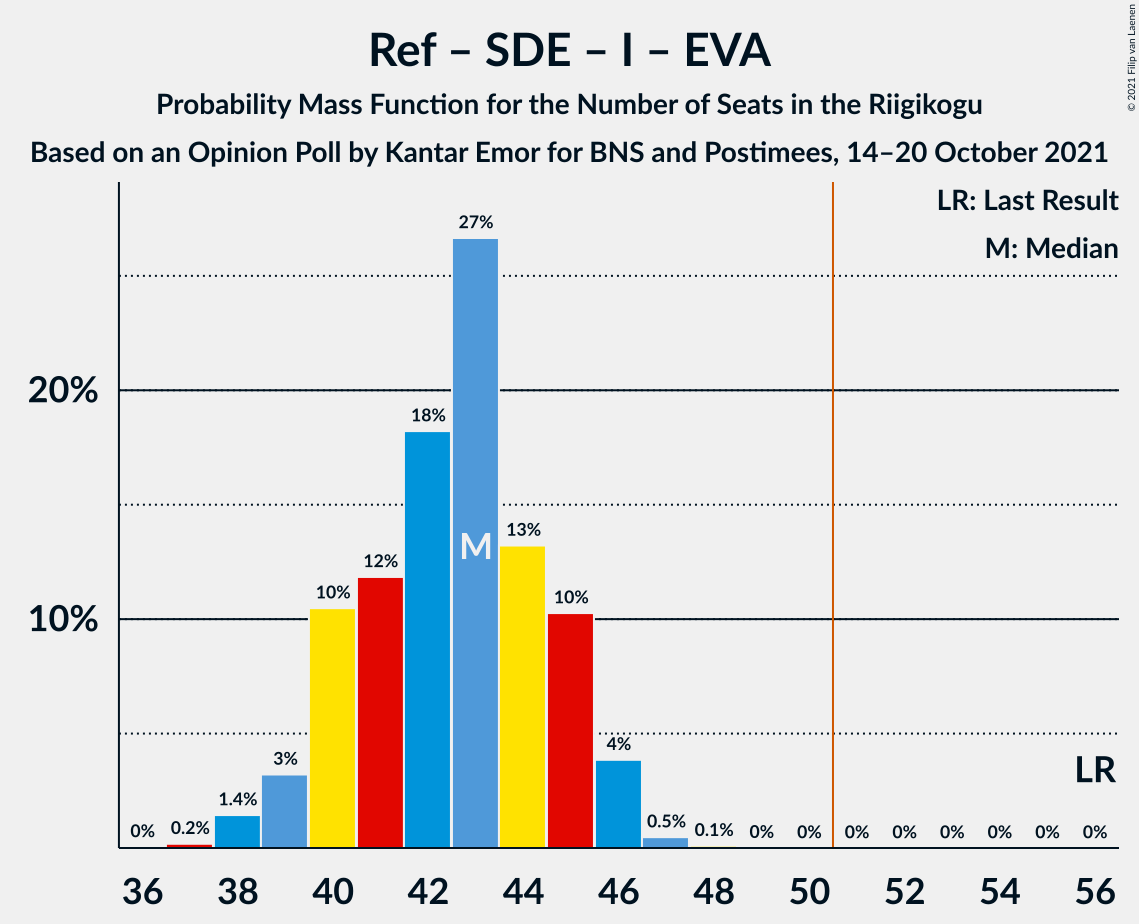 Ref – SDE – I – EVA
Probability Mass Function for the Number of Seats in the Riigikogu
Based on an Opinion Poll by Kantar Emor for BNS and Postimees, 14–20 October 2021
© 2021 Filip van Laenen
LR: Last Result
M: Median
20%
10%
0% 0.2% 1.4% 3% 10% 12% 18% 27% 13% 10% 4% 0.5% 0.1% 0% 0% 0% 0% 0% 0% 0% 0%
M
LR
36 38 40 42 44 46 48 50 52 54 56